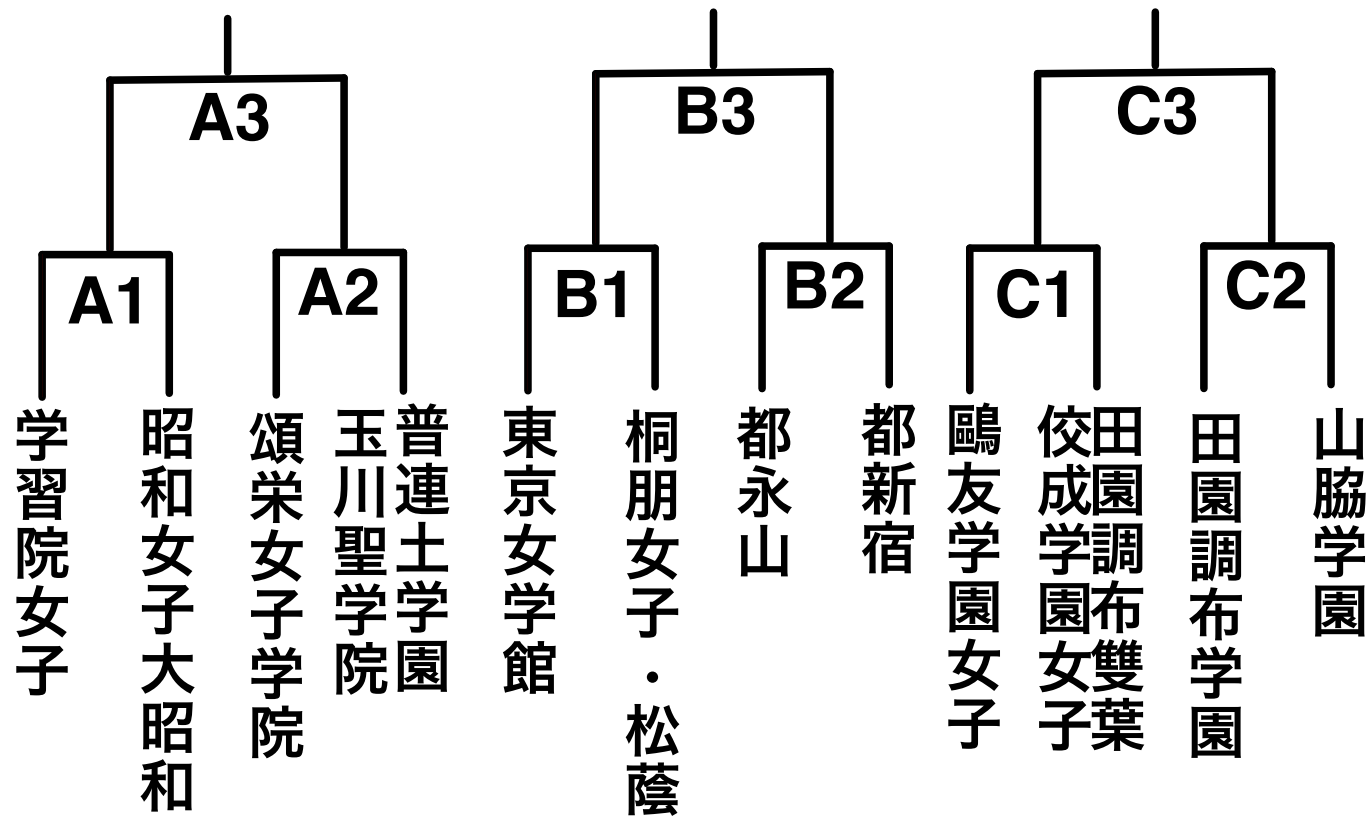 A3
B3
C3
A1
A2
B1
B2
C1
C2
学習院女子
昭和女子大昭和
頌栄女子学院
玉川聖学院
普連土学園
東京女学館
桐朋女子・松蔭
都永山
都新宿
鷗友学園女子
佼成学園女子
田園調布雙葉
田園調布学園
山脇学園